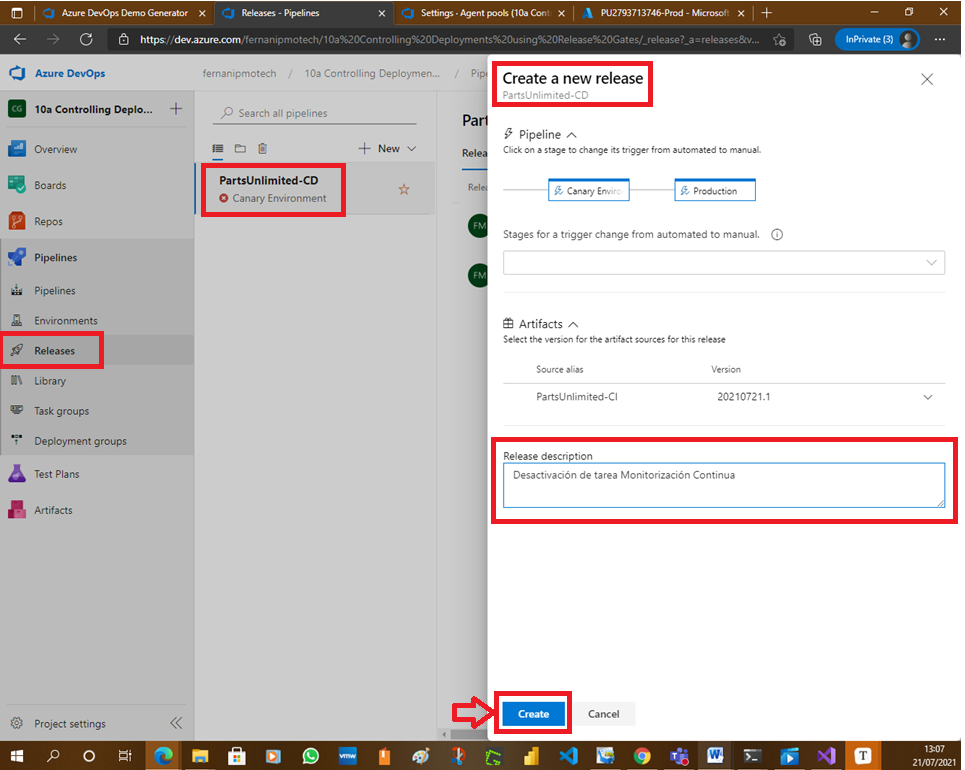 Azure DevOps Demo Generator
Releases - Pipelines
Settings · Agent pools (10a Cont
PU2793713746-Prod - Microsoft
https://dev.azure.com/fernanipmotech/10a%20Controlling%20Deployments%20using%20Release%20Gates/_release?_a=releases&v...
InPrivate (3)
Azure DevOps
fernanipmotech / 10a Controlling Deploymen... / Pipe
CG
10a Controlling Deplo...
Overview
Boards
Repos
Pipelines
Pipelines
Environments
Releases
Library
Task groups
Deployment groups
Test Plans
Artifacts
Project settings
Search all pipelines
New
PartsUnlimited-CD
Canary Environment
Part
Relea
Relea
FM
FM
Create a new release
PartsUnlimited-CD
Pipeline
Click on a stage to change its trigger from automated to manual.
Canary Enviro
Production
Stages for a trigger change from automated to manual.
Artifacts
Select the version for the artifact sources for this release
Source alias Version
PartsUnlimited-CI 20210721.1
Release description
Desactivación de tarea Monitorización Continua
Create
Cancel
vmw
13:07
21/07/2021